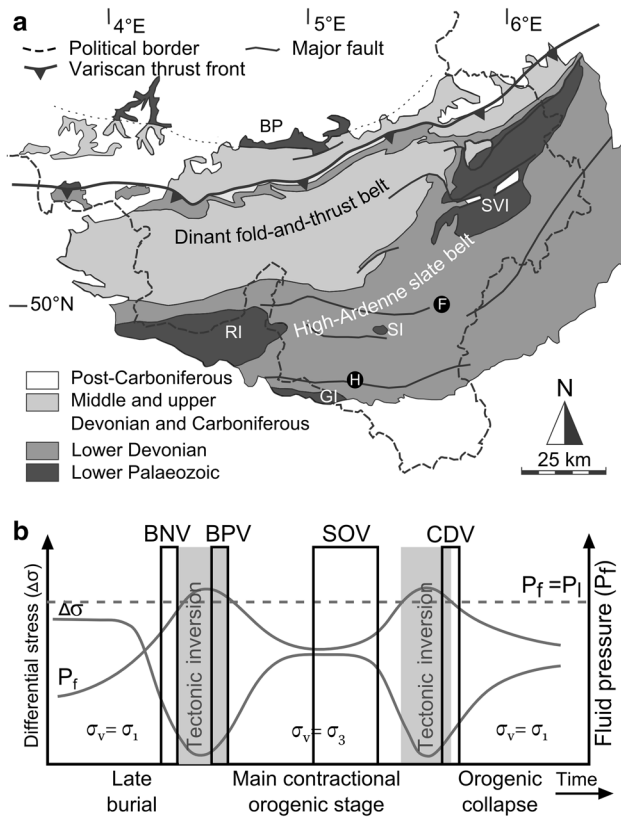 a
4°E
5°E
6°E
Political border
Major fault
Variscan thrust front
BP
Dinant fold-and-thrust belt
SVI
50°N
High-Ardenne slate belt
F
RI
SI
H
GI
Post-Carboniferous
Middle and upper
Devonian and Carboniferous
Lower Devonian
Lower Palaeozoic
N
25 km
b
BNV
BPV
SOV
CDV
Differential stress (Δσ)
Δσ
Pf
Tectonic inversion
Tectonic inversion
Pf=Pl
Fluid pressure (Pf)
σv= σ1
σv= σ3
σv= σ1
Late
burial
Main contractional
orogenic stage
Orogenic
collapse
Time